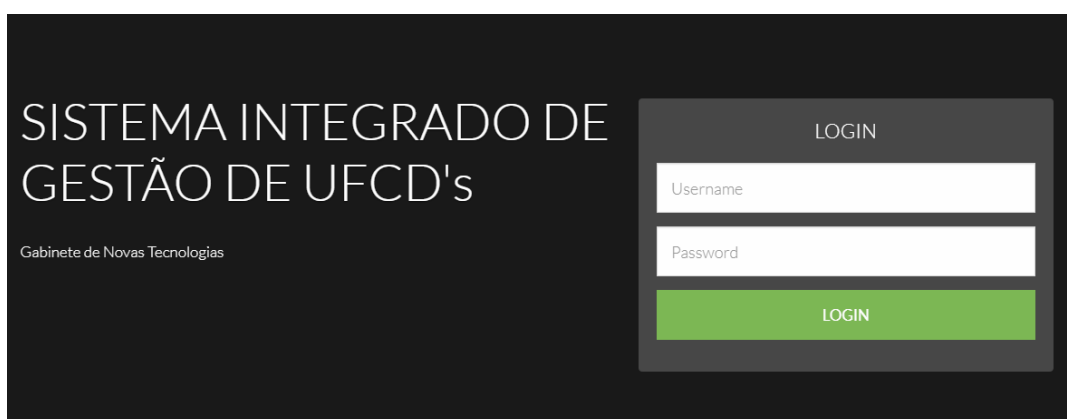 SISTEMA INTEGRADO DE
GESTÃO DE UFCD's
Gabinete de Novas Tecnologias
LOGIN
Username
Password
LOGIN